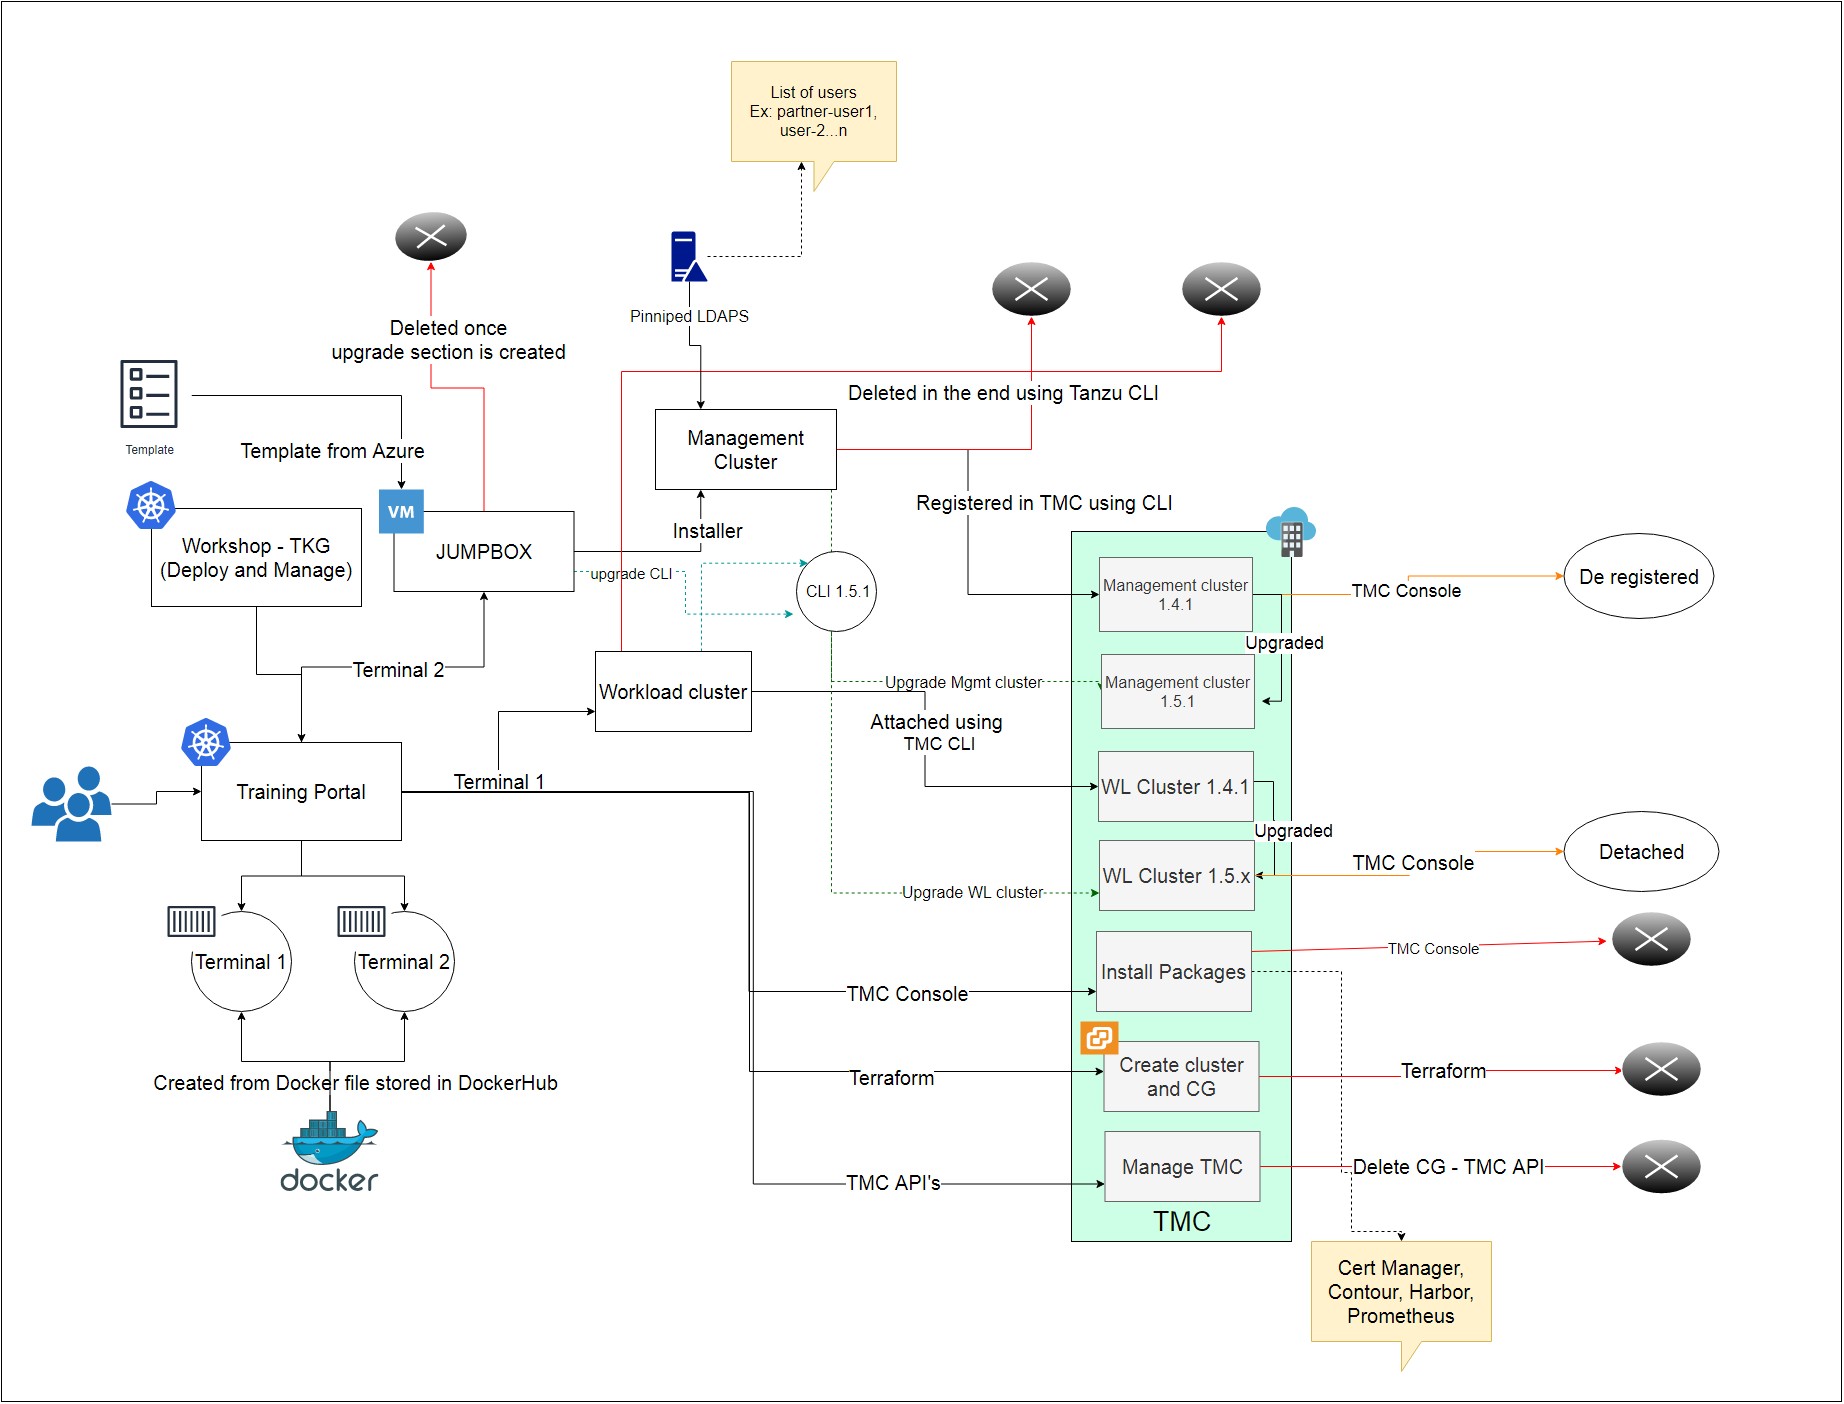 List of users
Ex: partner-user1,
user-2...n
Pinniped LDAPS
Deleted once
upgrade section is created
Deleted in the end using Tanzu CLI
Template
Template from Azure
Management
Cluster
Registered in TMC using CLI
VM
JUMPBOX
Installer
Workshop - TKG
(Deploy and Manage)
upgrade CLI
CLI 1.5.1
Management cluster
1.4.1
TMC Console
De registered
Upgraded
Terminal 2
Workload cluster
Upgrade Mgmt cluster
Management cluster
1.5.1
Attached using
TMC CLI
Terminal 1
Training Portal
WL Cluster 1.4.1
Upgraded
TMC Console
Detached
WL Cluster 1.5.x
Upgrade WL cluster
Terminal 1
Terminal 2
Install Packages
TMC Console
TMC Console
Created from Docker file stored in DockerHub
docker
Terraform
Create cluster
and CG
Terraform
TMC API's
Manage TMC
Delete CG - TMC API
TMC
Cert Manager,
Contour, Harbor,
Prometheus